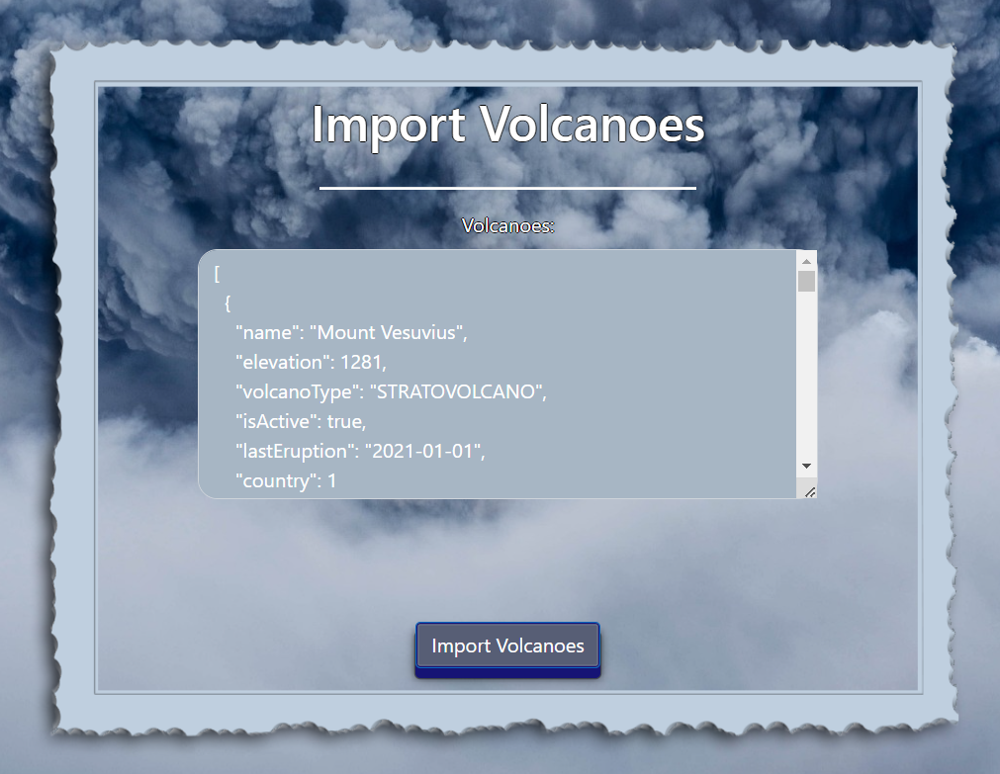 Import Volcanoes
Volcanoes:
[
{
"name": "Mount Vesuvius",
"elevation": 1281,
"volcanoType": "STRATOVOLCANO",
"isActive": true,
"lastEruption": "2021-01-01",
"country": 1
Import Volcanoes